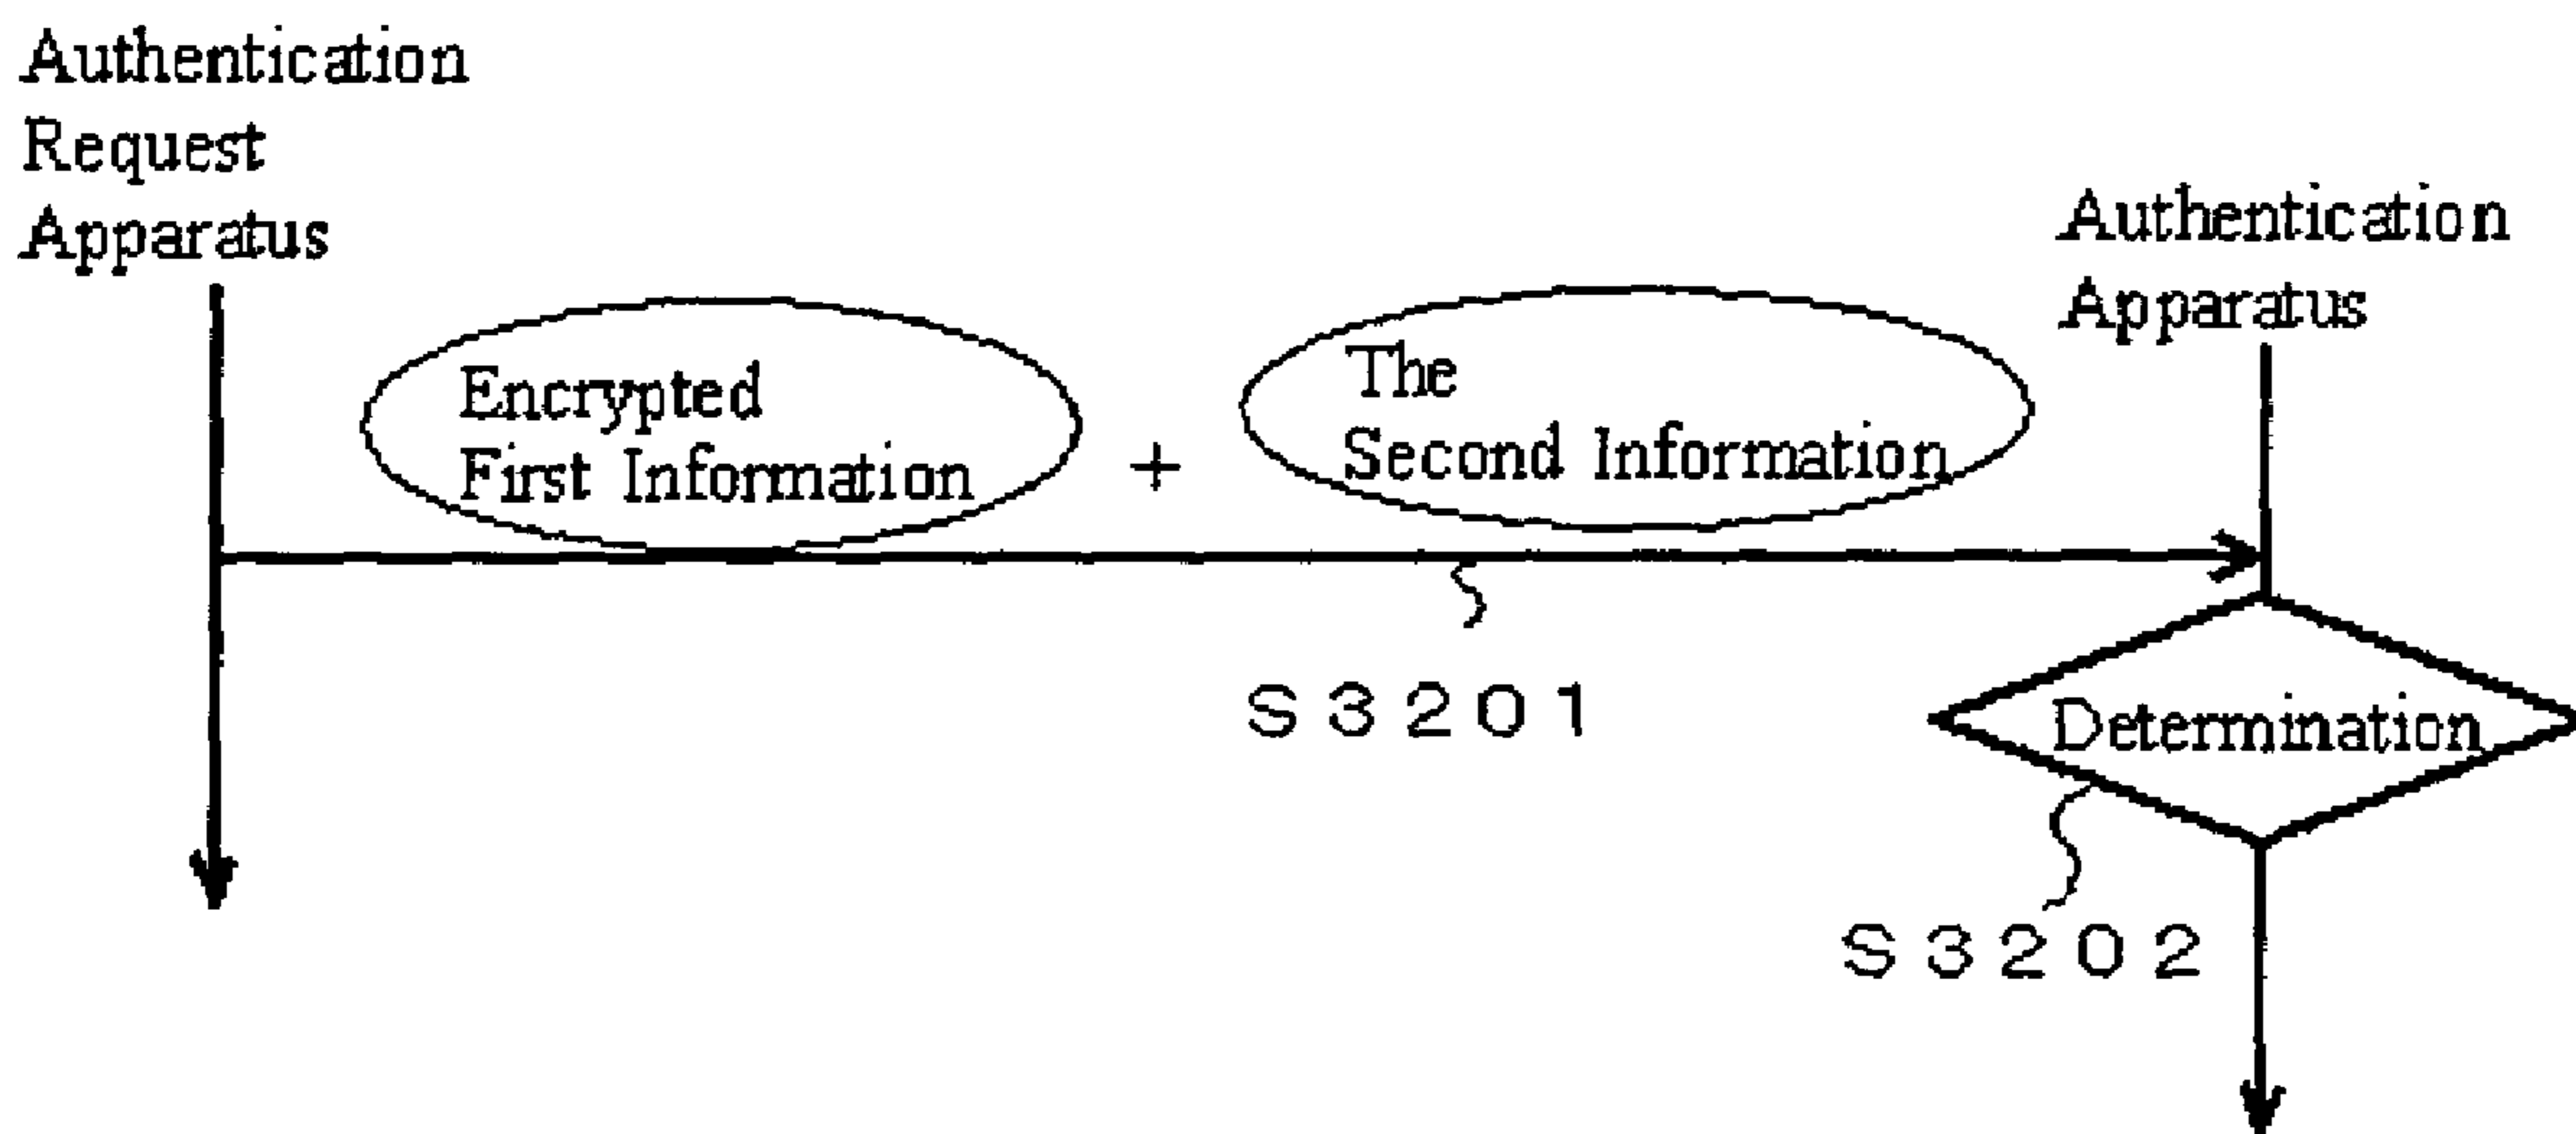 Authentication
Request
Apparatus
Authentication
Apparatus
Encrypted
First Information
+
The
Second Information
S3201
Determination
S3202